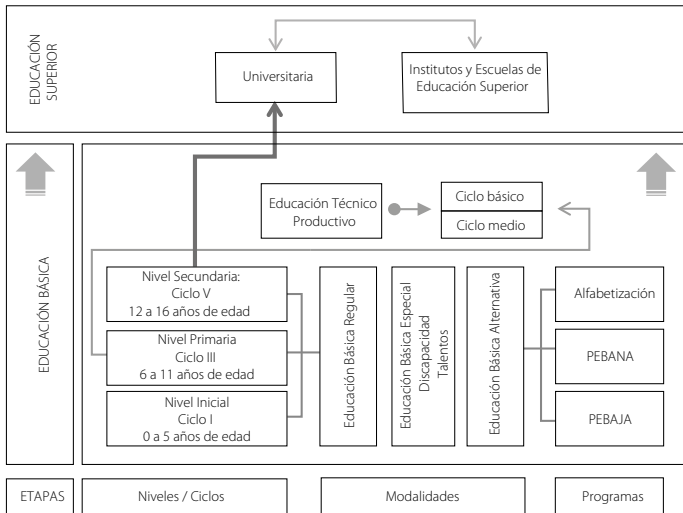 EDUCACIÓN
SUPERIOR
Universitaria
Institutos y Escuelas de
Educación Superior
EDUCACIÓN BÁSICA
Educación Técnico
Productivo
Ciclo básico
Ciclo medio
Nivel Secundaria:
Ciclo V
12 a 16 años de edad
Nivel Primaria
Ciclo III
6 a 11 años de edad
Nivel Inicial
Ciclo I
0 a 5 años de edad
Educación Básica Regular
Educación Básica Especial
Discapacidad
Talentos
Educación Básica Alternativa
Alfabetización
PEBANA
PEBAJA
ETAPAS
Niveles / Ciclos
Modalidades
Programas